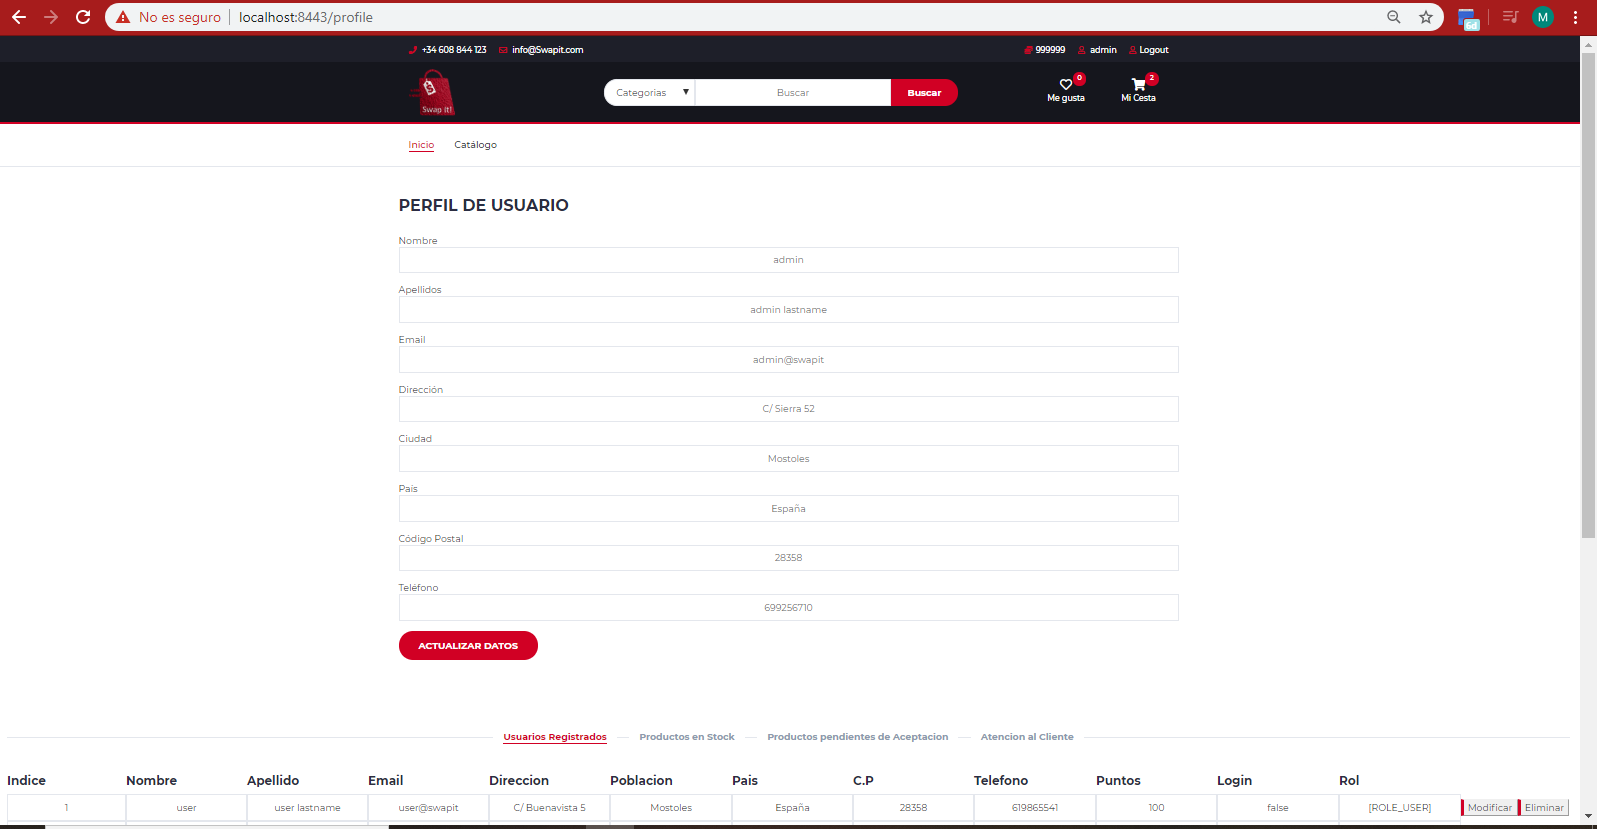 No es seguro localhost:8443/profile M
+34 608 844 123 info@Swapit.com 999999 admin Logout
Swap it! Categorias Buscar Buscar 0 Me gusta 2 Mi Cesta
Inicio Catálogo
PERFIL DE USUARIO
Nombre
admin
Apellidos
admin lastname
Email
admin@swapit
Dirección
C/ Sierra 52
Ciudad
Mostoles
País
España
Código Postal
28358
Teléfono
699256710
ACTUALIZAR DATOS
Usuarios Registrados Productos en Stock Productos pendientes de Aceptacion Atencion al Cliente
Indice Nombre Apellido Email Direccion Poblacion Pais C.P Telefono Puntos Login Rol
1 user user lastname user@swapit C/ Buenavista 5 Mostoles España 28358 619865541 100 false [ROLE_USER] Modificar Eliminar